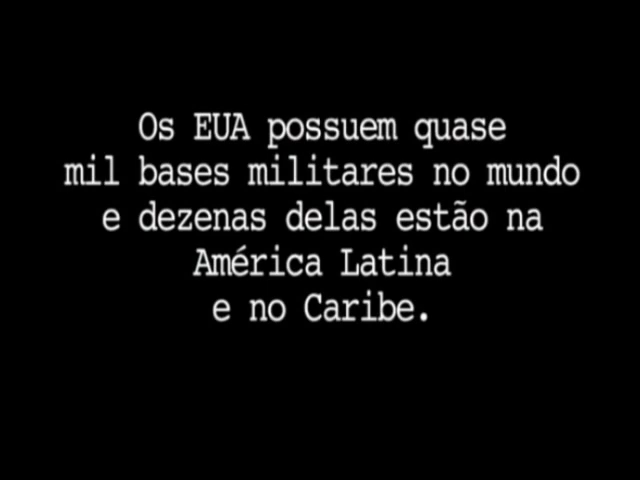 Os EUA possuem quase
mil bases militares no mundo
e dezenas delas estão na
América Latina
e no Caribe.